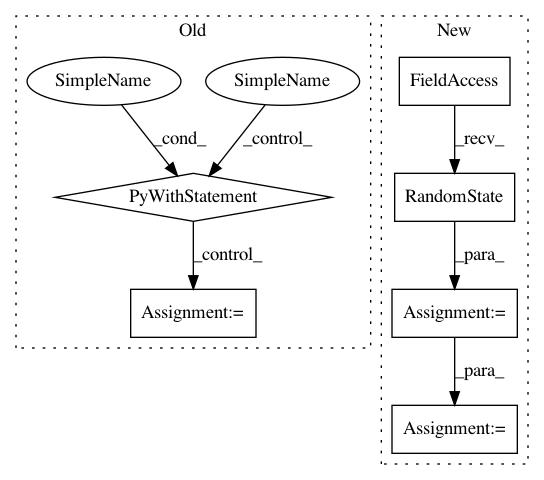 Old
New
SimpleName
SimpleName
FieldAccess
_cond_
_control_
_recv_
PyWithStatement
RandomState
_control_
_para_
Assignment:=
Assignment:=
_para_
Assignment:=